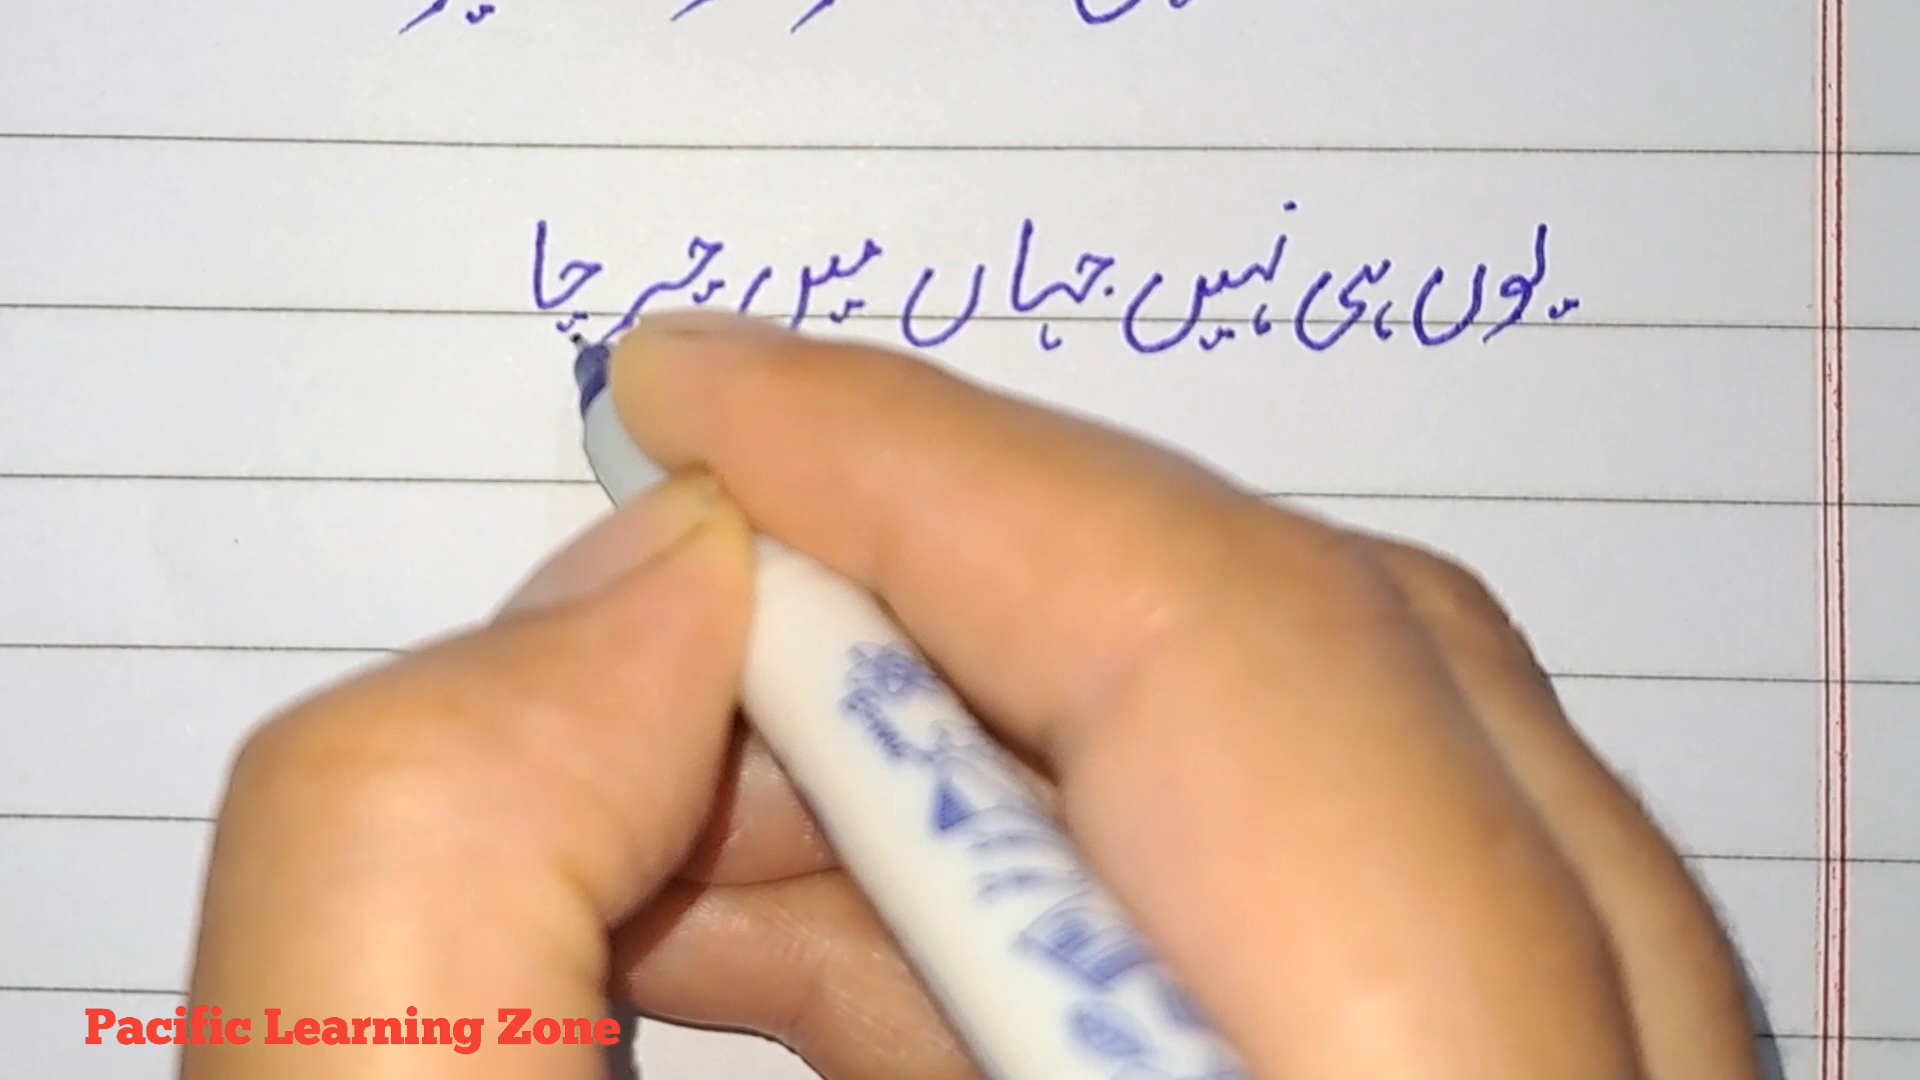 یوں ہی نہیں جہاں میں چرچا
Pacific Learning Zone